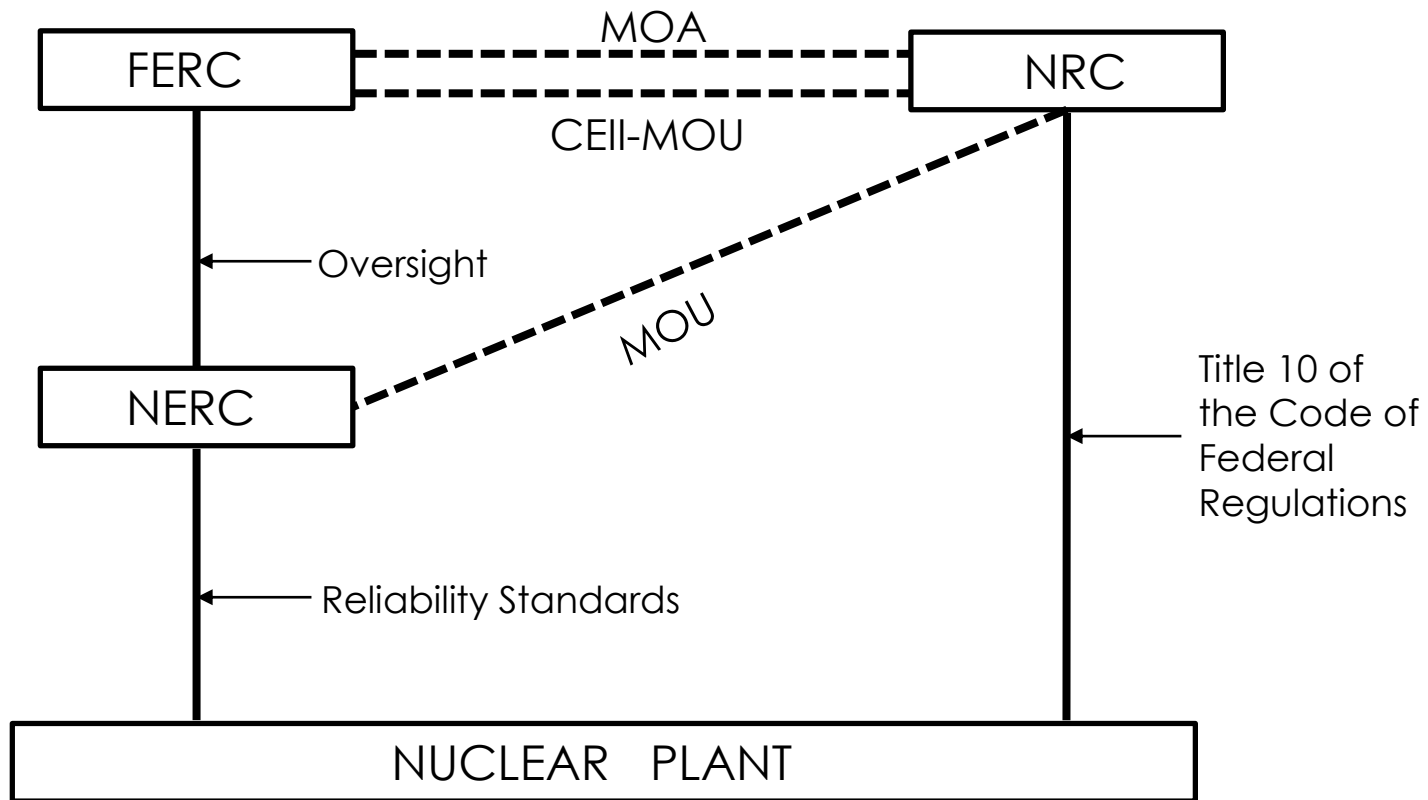 MOA
FERC
NRC
CEII-MOU
Oversight
MOU
NERC
Title 10 of
the Code of
Federal
Regulations
Reliability Standards
NUCLEAR PLANT